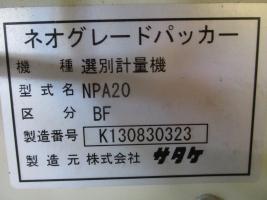 ネオグレードパッカー
機種 選別計量機
型式名 NPA20
区分 BF
製造番号 K130830323
製造元 株式会社 サタケ